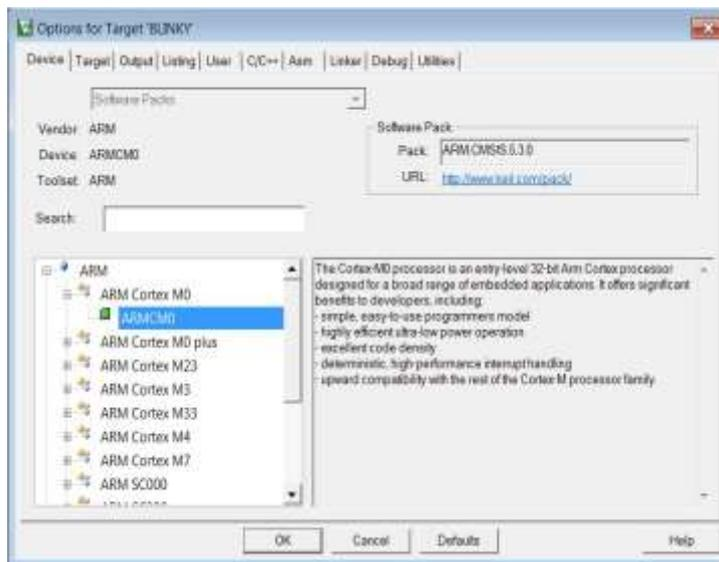 Options for Target 'BLINKY'
Device Target Output Listing User C/C++ Asm Linker Debug Utilities
Software Packs
Vendor: ARM
Device: ARMCM0
Toolset: ARM
Search:
Software Pack
Pack: ARM.CMSIS.5.3.0
URL: http://www.keil.com/pack/
ARM
ARM Cortex M0
ARMCM0
ARM Cortex M0 plus
ARM Cortex M23
ARM Cortex M3
ARM Cortex M33
ARM Cortex M4
ARM Cortex M7
ARM SC000
The Cortex-M0 processor is an entry-level 32-bit Arm Cortex processor
designed for a broad range of embedded applications. It offers significant
benefits to developers, including:
- simple, easy-to-use programmers model
- highly efficient ultra-low power operation
- excellent code density
- deterministic, high-performance interrupt handling
- upward compatibility with the rest of the Cortex-M processor family.
OK Cancel Defaults Help